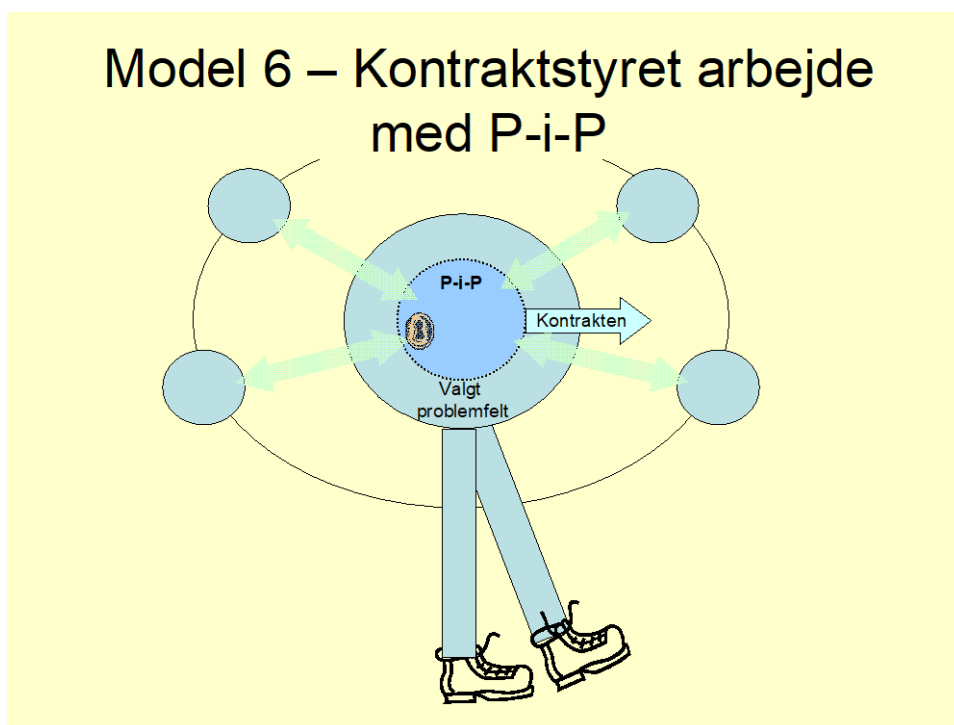 Model 6 – Kontraktstyret arbejde
med P-i-P
P-i-P
Kontrakten
Valgt
problemfelt